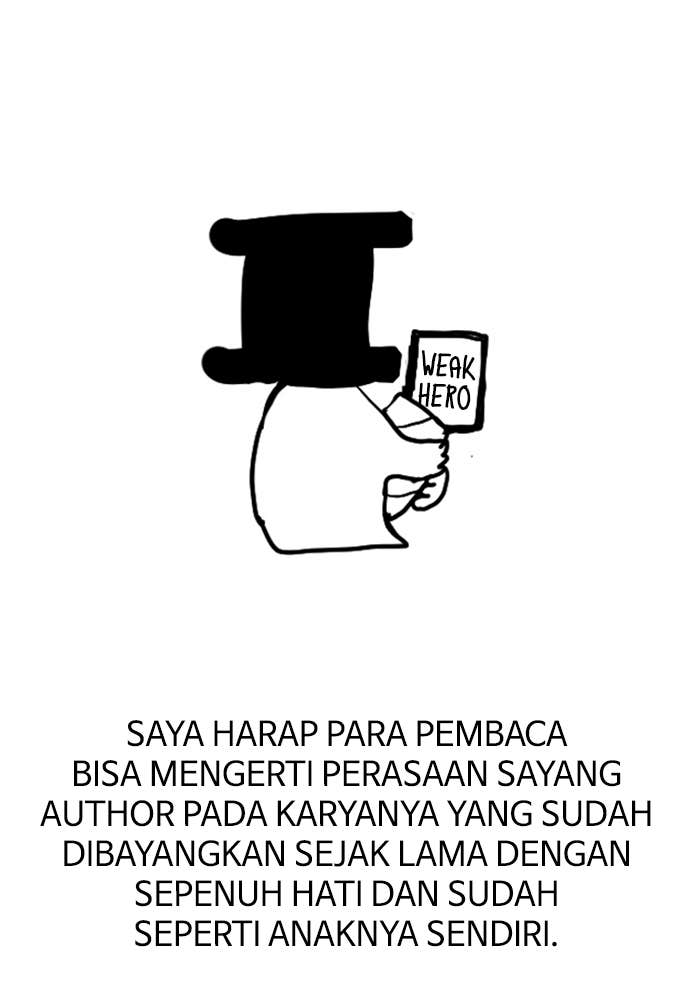 WEAK
HERO
SAYA HARAP PARA PEMBACA
BISA MENGERTI PERASAAN SAYANG
AUTHOR PADA KARYANYA YANG SUDAH
DIBAYANGKAN SEJAK LAMA DENGAN
SEPENUH HATI DAN SUDAH
SEPERTI ANAKNYA SENDIRI.